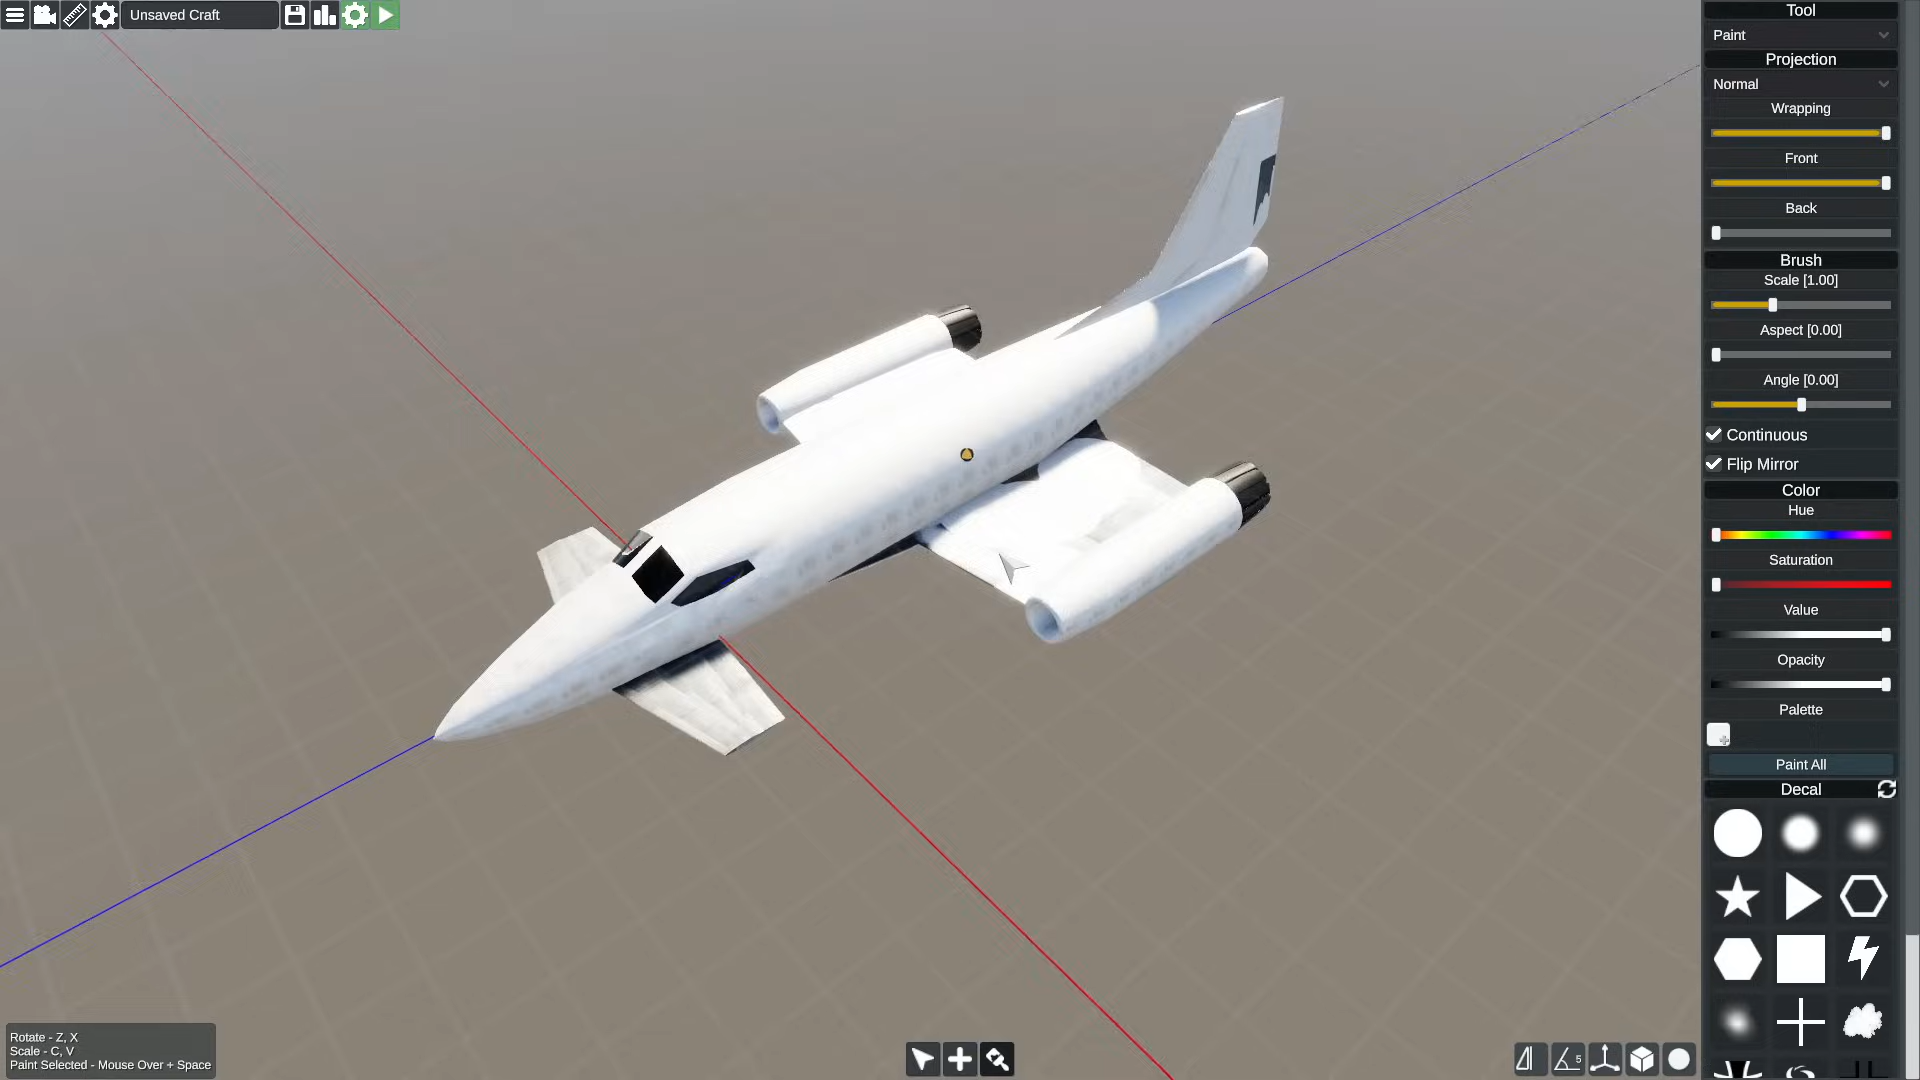 Unsaved Craft
Tool
Paint
Projection
Normal
Wrapping
Front
Back
Brush
Scale [1.00]
Aspect [0.00]
Angle [0.00]
Continuous
Flip Mirror
Color
Hue
Saturation
Value
Opacity
Palette
Paint All
Decal
Rotate - Z, X
Scale - C, V
Paint Selected - Mouse Over + Space
5